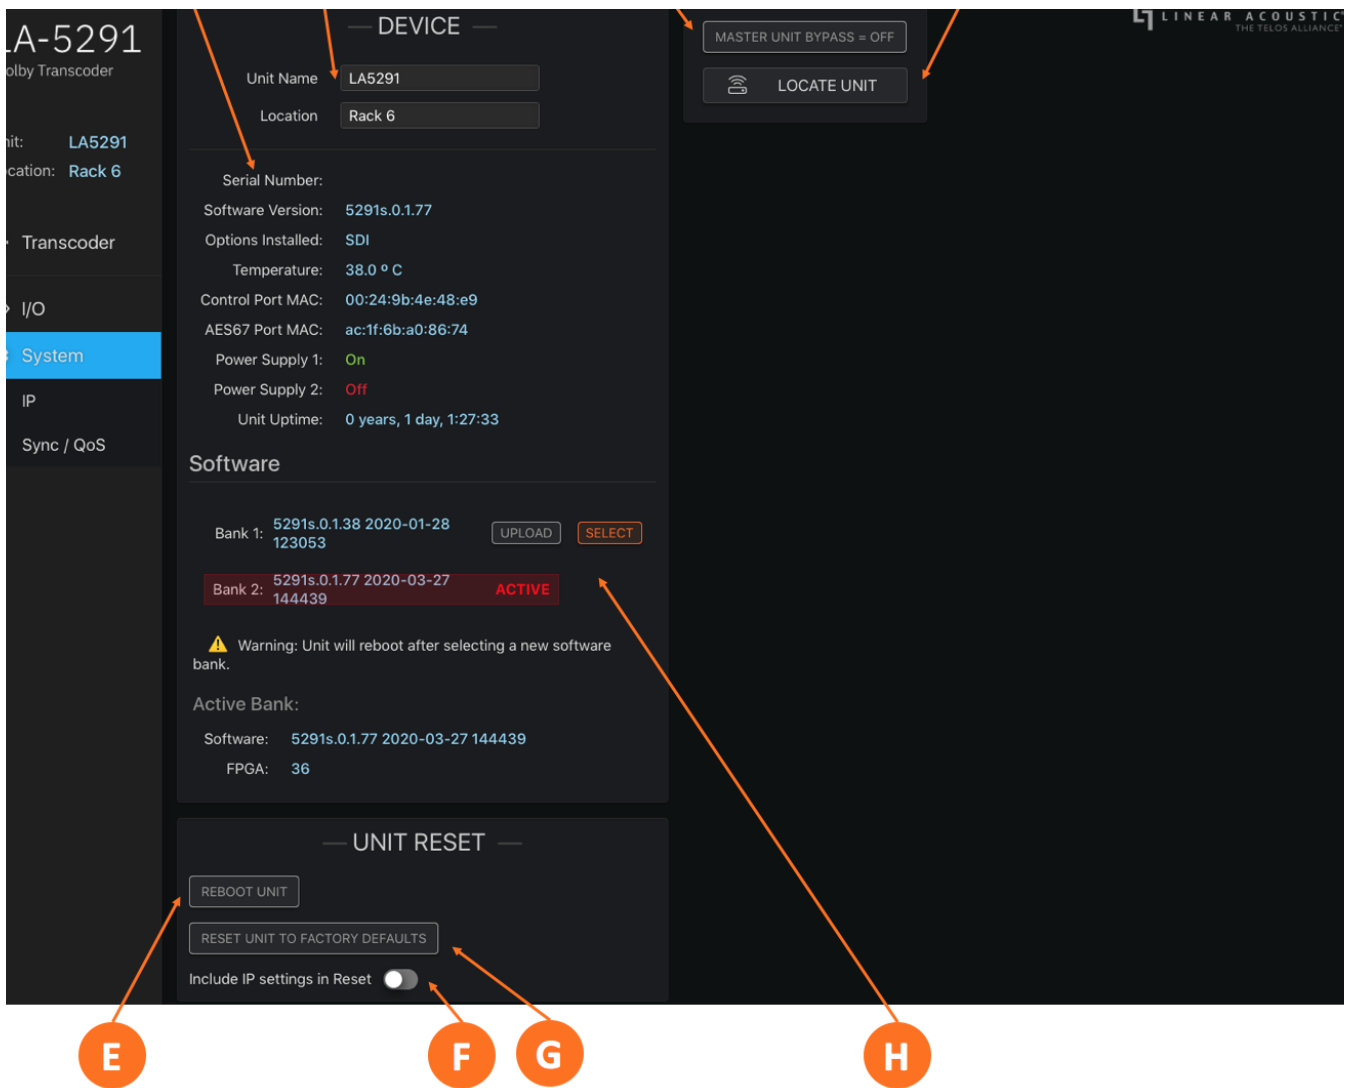 LA-5291
Dolby Transcoder
LINEAR ACOUSTIC
THE TELOS ALLIANCE®
Unit: LA5291
Location: Rack 6
Transcoder
I/O
System
IP
Sync / QoS
DEVICE
Unit Name LA5291
Location Rack 6
Serial Number:
Software Version: 5291s.0.1.77
Options Installed: SDI
Temperature: 38.0 º C
Control Port MAC: 00:24:9b:4e:48:e9
AES67 Port MAC: ac:1f:6b:a0:86:74
Power Supply 1: On
Power Supply 2: Off
Unit Uptime: 0 years, 1 day, 1:27:33
Software
Bank 1: 5291s.0.1.38 2020-01-28
123053
UPLOAD SELECT
Bank 2: 5291s.0.1.77 2020-03-27
144439
ACTIVE
Warning: Unit will reboot after selecting a new software
bank.
Active Bank:
Software: 5291s.0.1.77 2020-03-27 144439
FPGA: 36
UNIT RESET
REBOOT UNIT
RESET UNIT TO FACTORY DEFAULTS
Include IP settings in Reset
MASTER UNIT BYPASS = OFF
LOCATE UNIT
E F G H